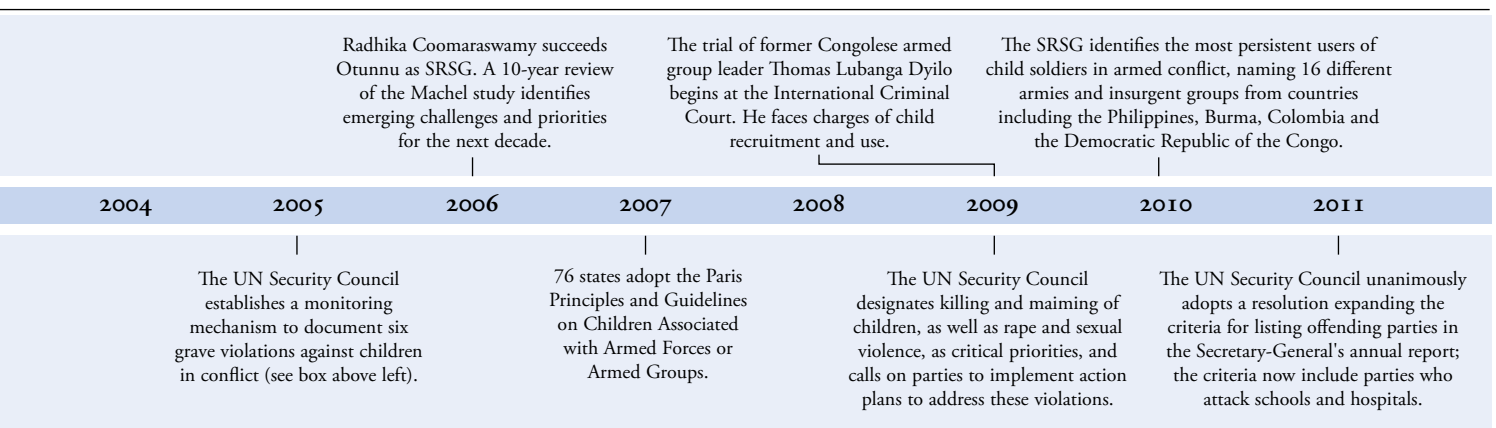 Radhika Coomaraswamy succeeds
Otunnu as SRSG. A 10-year review
of the Machel study identifies
emerging challenges and priorities
for the next decade.
The trial of former Congolese armed
group leader Thomas Lubanga Dyilo
begins at the International Criminal
Court. He faces charges of child
recruitment and use.
The SRSG identifies the most persistent users of
child soldiers in armed conflict, naming 16 different
armies and insurgent groups from countries
including the Philippines, Burma, Colombia and
the Democratic Republic of the Congo.
2004 2005 2006 2007 2008 2009 2010 2011
The UN Security Council
establishes a monitoring
mechanism to document six
grave violations against children
in conflict (see box above left).
76 states adopt the Paris
Principles and Guidelines
on Children Associated
with Armed Forces or
Armed Groups.
The UN Security Council
designates killing and maiming of
children, as well as rape and sexual
violence, as critical priorities, and
calls on parties to implement action
plans to address these violations.
The UN Security Council unanimously
adopts a resolution expanding the
criteria for listing offending parties in
the Secretary-General's annual report;
the criteria now include parties who
attack schools and hospitals.